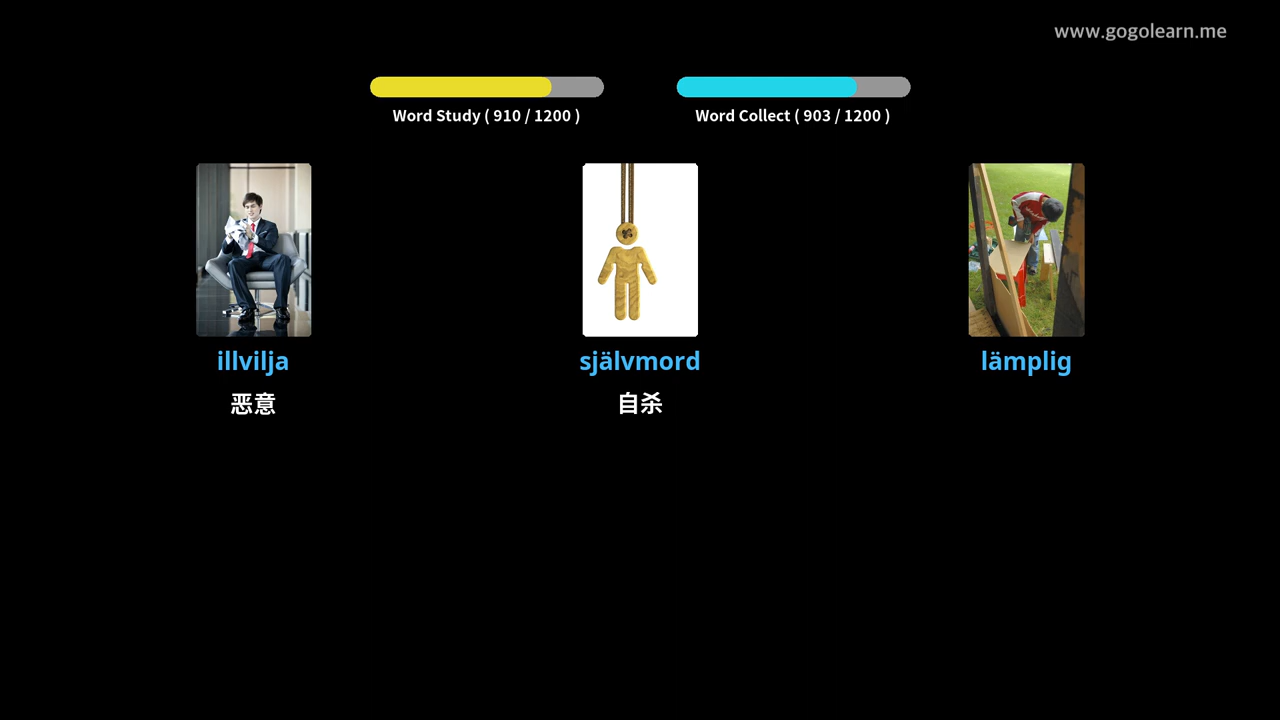 www.gogolearn.me
Word Study ( 910 / 1200 )
Word Collect ( 903 / 1200 )
illvilja
självmord
lämplig
恶意
自杀